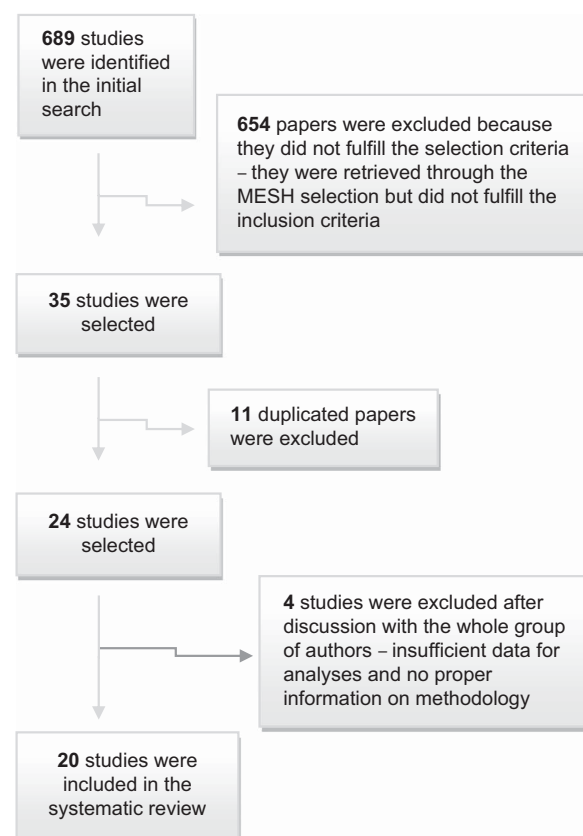 689 studies
were identified
in the initial
search
654 papers were excluded because
they did not fulfill the selection criteria
– they were retrieved through the
MESH selection but did not fulfill the
inclusion criteria
35 studies were
selected
11 duplicated papers
were excluded
24 studies were
selected
4 studies were excluded after
discussion with the whole group
of authors – insufficient data for
analyses and no proper
information on methodology
20 studies were
included in the
systematic review